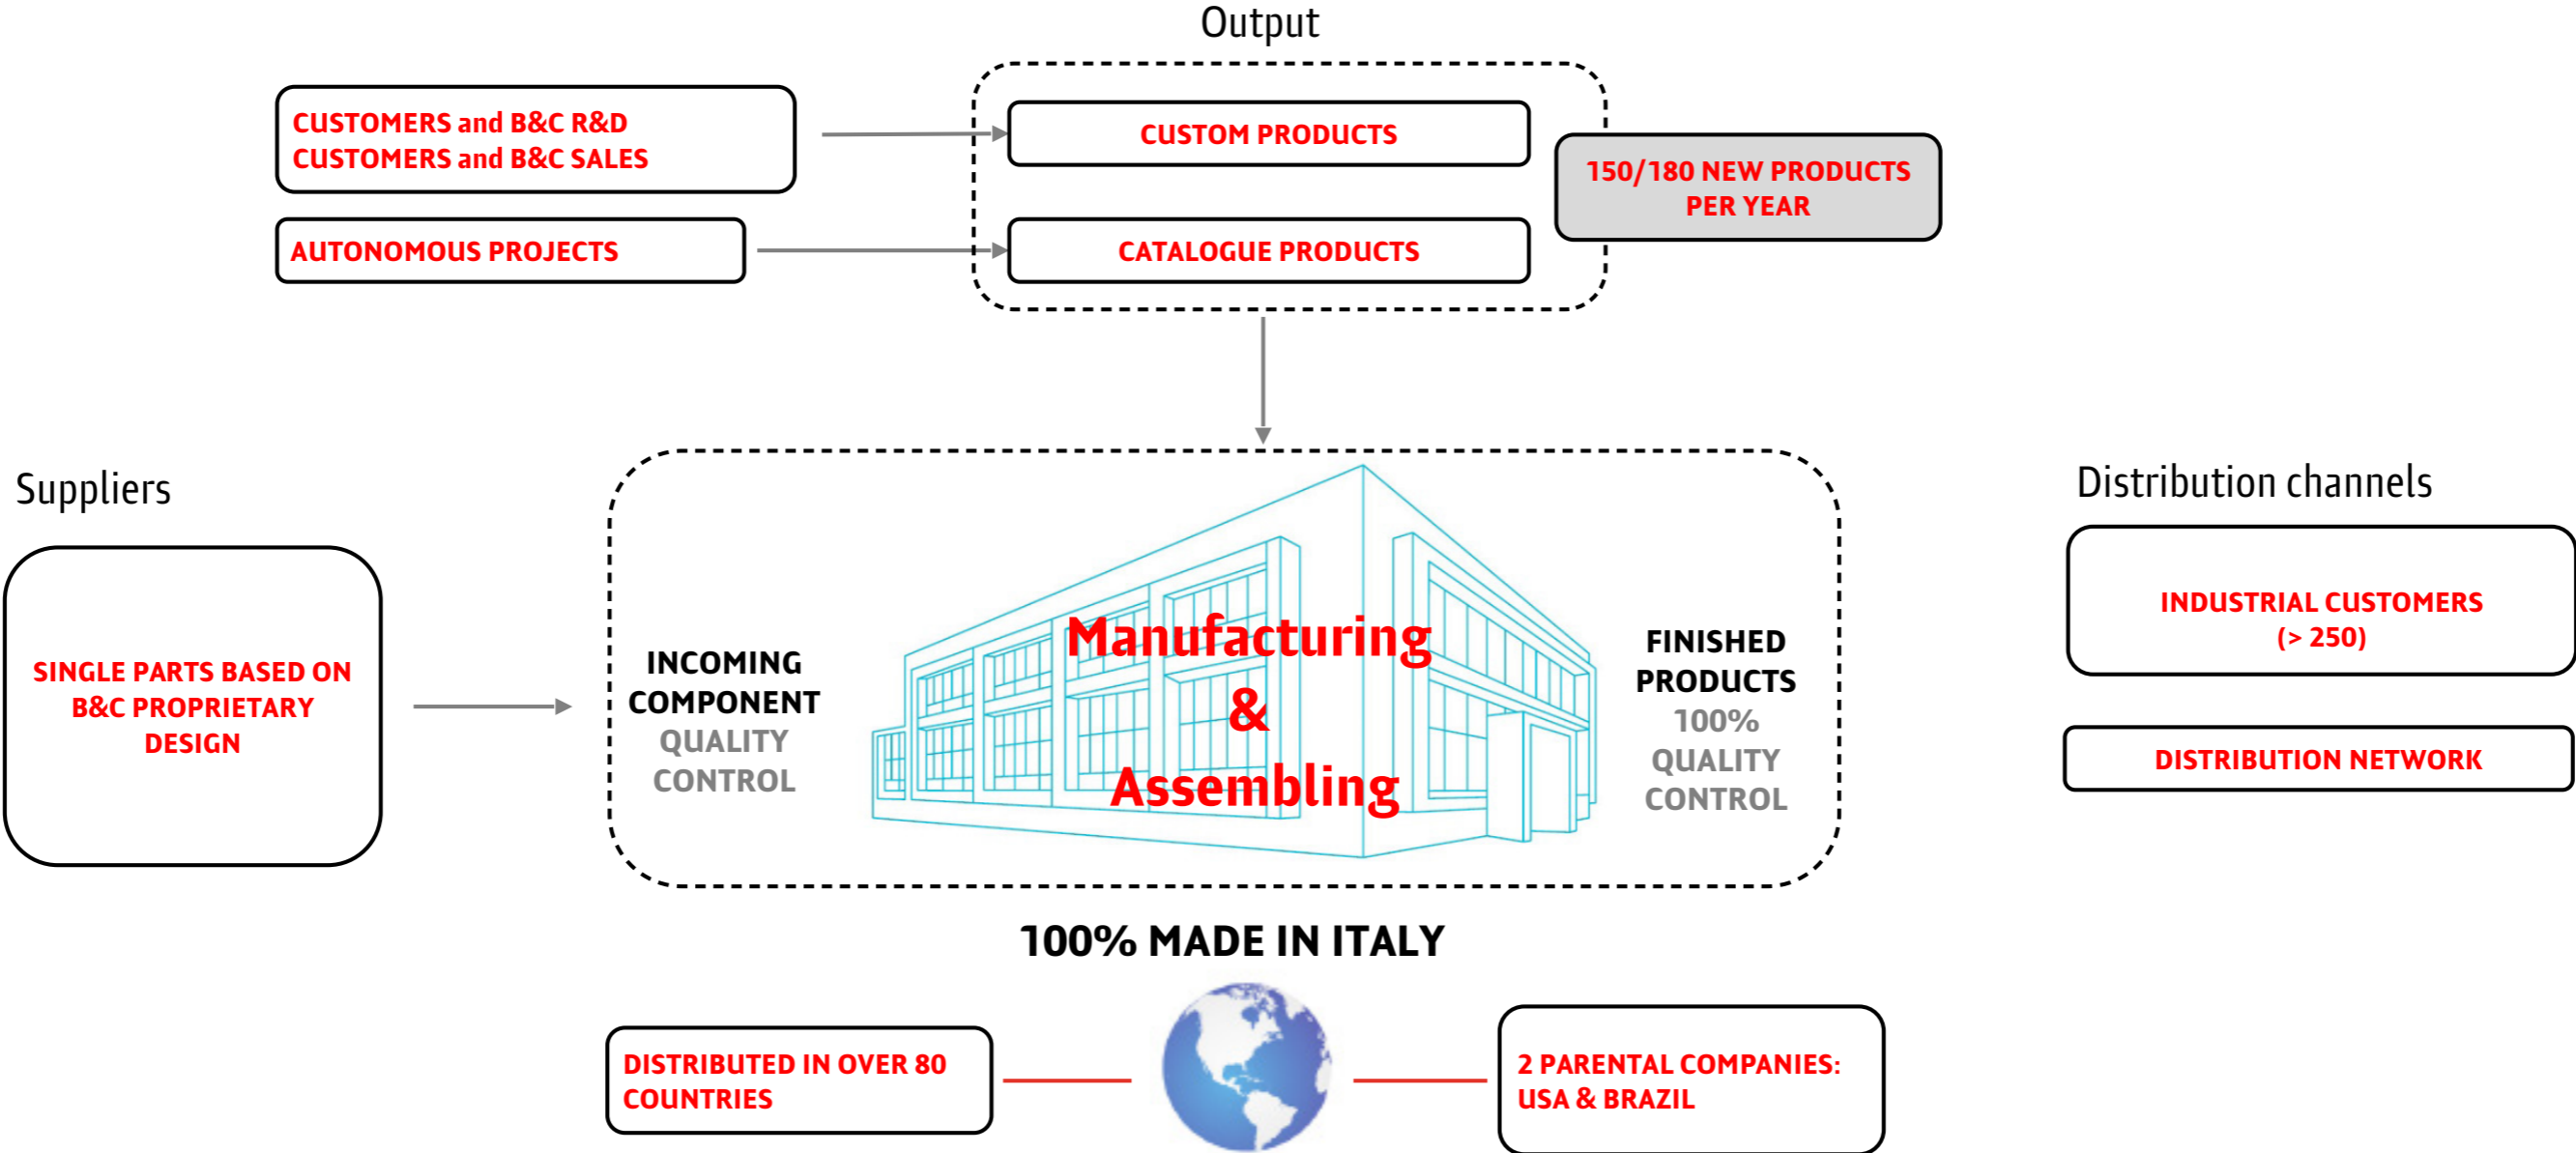 Output
CUSTOMERS and B&C R&D
CUSTOMERS and B&C SALES
CUSTOM PRODUCTS
150/180 NEW PRODUCTS
PER YEAR
AUTONOMOUS PROJECTS
CATALOGUE PRODUCTS
Suppliers
SINGLE PARTS BASED ON
B&C PROPRIETARY
DESIGN
INCOMING
COMPONENT
QUALITY
CONTROL
Manufacturing
&
Assembling
FINISHED
PRODUCTS
100%
QUALITY
CONTROL
Distribution channels
INDUSTRIAL CUSTOMERS
(> 250)
DISTRIBUTION NETWORK
100% MADE IN ITALY
DISTRIBUTED IN OVER 80
COUNTRIES
2 PARENTAL COMPANIES:
USA & BRAZIL